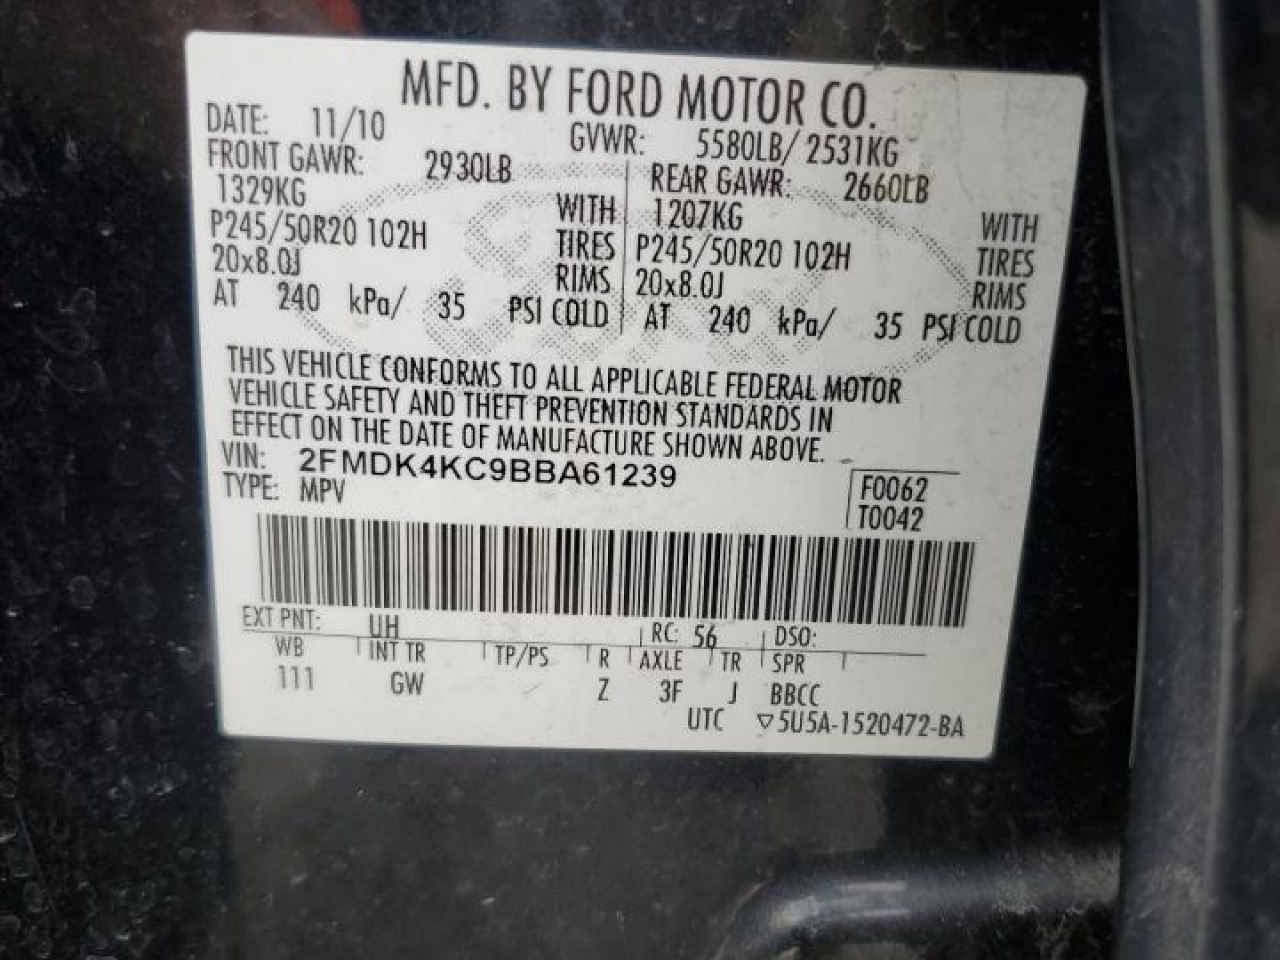 MFD. BY FORD MOTOR CO.
DATE: 11/10 GVWR: 5580LB/ 2531KG
FRONT GAWR: 2930LB REAR GAWR: 2660LB
1329KG WITH 1207KG WITH
P245/50R20 102H TIRES P245/50R20 102H TIRES
20x8.0J RIMS 20x8.0J RIMS
AT 240 kPa/ 35 PSI COLD AT 240 kPa/ 35 PSI COLD
THIS VEHICLE CONFORMS TO ALL APPLICABLE FEDERAL MOTOR
VEHICLE SAFETY AND THEFT PREVENTION STANDARDS IN
EFFECT ON THE DATE OF MANUFACTURE SHOWN ABOVE.
VIN: 2FMDK4KC9BBA61239
TYPE: MPV F0062
T0042
EXT PNT: UH RC: 56 DSO:
WB INT TR TP/PS R AXLE TR SPR
111 GW Z 3F J BBCC
UTC ▽5U5A-1520472-BA